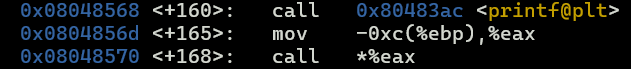 0x08048568 <+160>: call 0x80483ac <printf@plt>
0x0804856d <+165>: mov -0xc(%ebp),%eax
0x08048570 <+168>: call *%eax